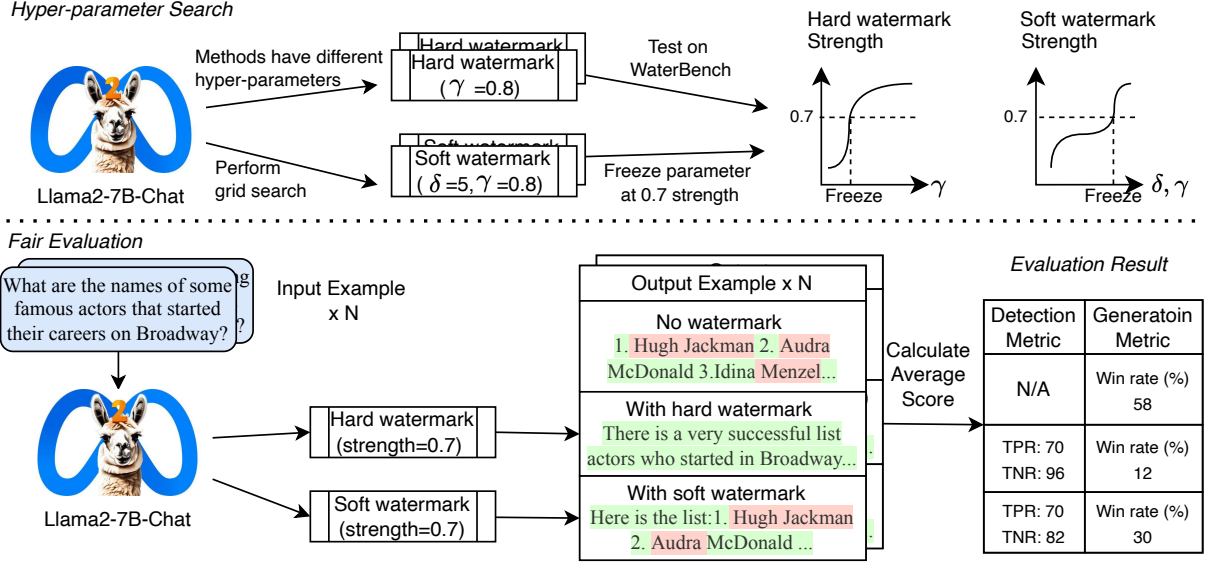 Hyper-parameter Search
Methods have different
hyper-parameters
Perform
grid search
2
Llama2-7B-Chat
Hard watermark
Hard watermark
( γ =0.8)
Soft watermark
Soft watermark
( δ =5, γ =0.8)
Test on
WaterBench
Freeze parameter
at 0.7 strength
Hard watermark
Strength
0.7
Freeze
γ
Soft watermark
Strength
0.7
Freeze
δ, γ
Fair Evaluation
What are the names of some
famous actors that started
their careers on Broadway?
ng
?
Input Example
x N
2
Llama2-7B-Chat
Hard watermark
(strength=0.7)
Soft watermark
(strength=0.7)
Output Example x N
No watermark
1. Hugh Jackman 2. Audra
McDonald 3.Idina Menzel...
With hard watermark
There is a very successful list
actors who started in Broadway...
With soft watermark
Here is the list:1. Hugh Jackman
2. Audra McDonald ...
Calculate
Average
Score
Evaluation Result
Detection
Metric
Generatoin
Metric
N/A
Win rate (%)
58
TPR: 70
TNR: 96
Win rate (%)
12
TPR: 70
TNR: 82
Win rate (%)
30